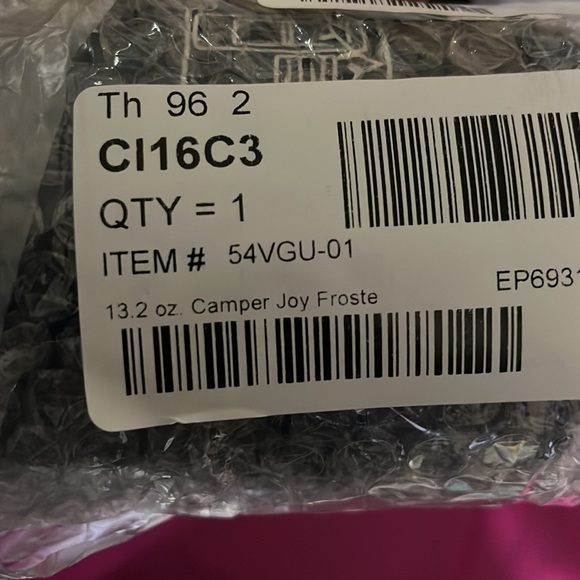 Th 96 2
CI16C3
QTY = 1
ITEM # 54VGU-01
EP6931
13.2 oz. Camper Joy Froste